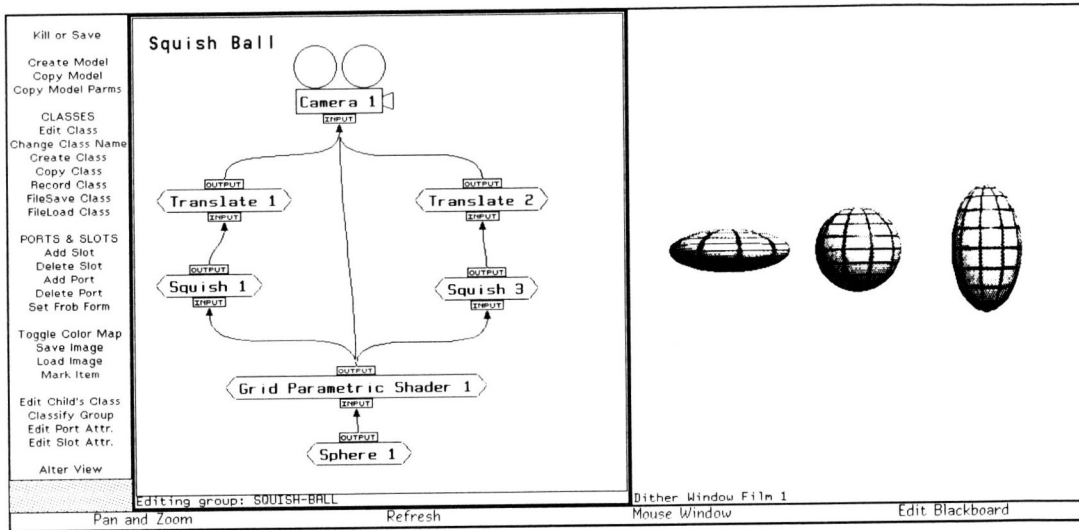 Kill or Save
Create Model
Copy Model
Copy Model Parms
CLASSES
Edit Class
Change Class Name
Create Class
Copy Class
Record Class
FileSave Class
FileLoad Class
PORTS & SLOTS
Add Slot
Delete Slot
Add Port
Delete Port
Set Frob Form
Toggle Color Map
Save Image
Load Image
Mark Item
Edit Child's Class
Classify Group
Edit Port Attr.
Edit Slot Attr.
Alter View
Squish Ball
Camera 1
INPUT
OUTPUT
Translate 1
INPUT
OUTPUT
Translate 2
INPUT
OUTPUT
Squish 1
INPUT
OUTPUT
Squish 3
INPUT
OUTPUT
Grid Parametric Shader 1
INPUT
OUTPUT
Sphere 1
Editing group: SQUISH-BALL
Dither Window Film 1
Pan and Zoom
Refresh
Mouse Window
Edit Blackboard